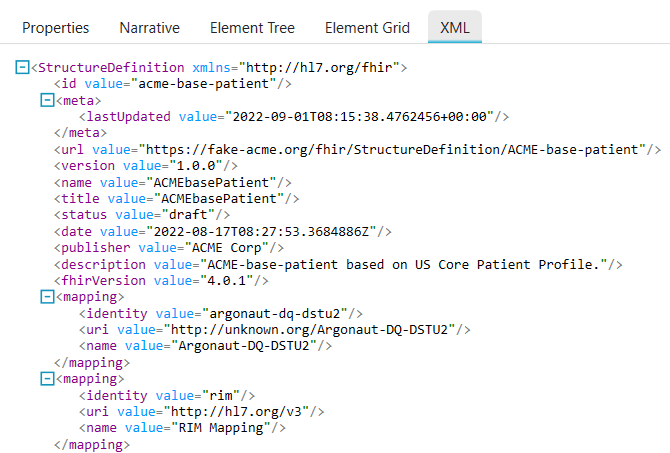 Properties Narrative Element Tree Element Grid XML
<StructureDefinition xmlns="http://hl7.org/fhir">
<id value="acme-base-patient"/>
<meta>
<lastUpdated value="2022-09-01T08:15:38.4762456+00:00"/>
</meta>
<url value="https://fake-acme.org/fhir/StructureDefinition/ACME-base-patient"/>
<version value="1.0.0"/>
<name value="ACMEbasePatient"/>
<title value="ACMEbasePatient"/>
<status value="draft"/>
<date value="2022-08-17T08:27:53.3684886Z"/>
<publisher value="ACME Corp"/>
<description value="ACME-base-patient based on US Core Patient Profile."/>
<fhirVersion value="4.0.1"/>
<mapping>
<identity value="argonaut-dq-dstu2"/>
<uri value="http://unknown.org/Argonaut-DQ-DSTU2"/>
<name value="Argonaut-DQ-DSTU2"/>
</mapping>
<mapping>
<identity value="rim"/>
<uri value="http://hl7.org/v3"/>
<name value="RIM Mapping"/>
</mapping>